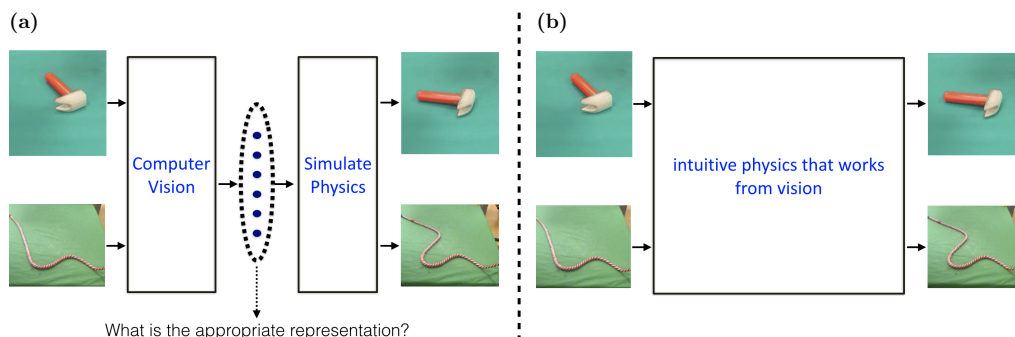 (a)
(b)
Computer
Vision
Simulate
Physics
What is the appropriate representation?
intuitive physics that works
from vision